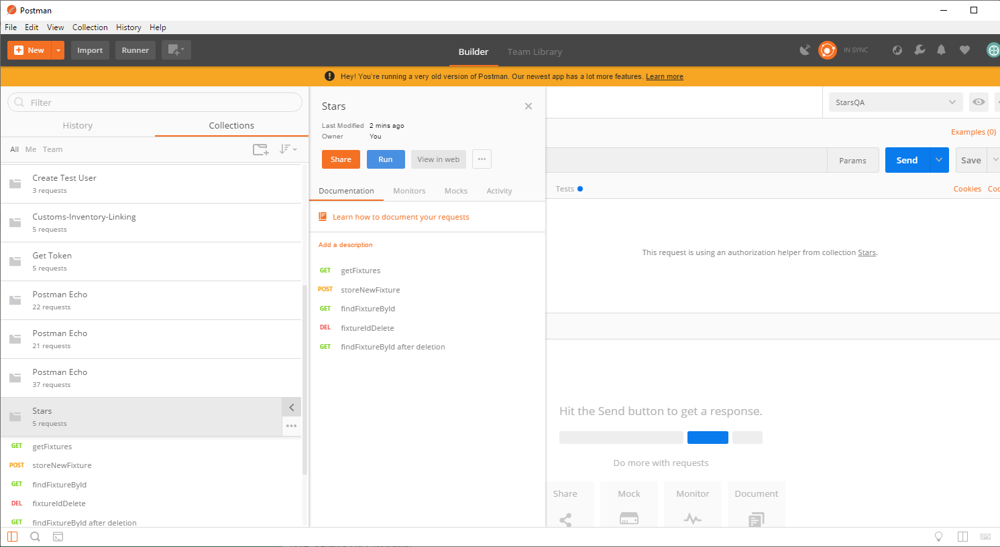 Postman
File Edit View Collection History Help
New Import Runner
Builder Team Library
IN SYNC
Hey! You're running a very old version of Postman. Our newest app has a lot more features. Learn more
Filter
History Collections
All Me Team
Create Test User
3 requests
Customs-Inventory-Linking
5 requests
Get Token
5 requests
Postman Echo
22 requests
Postman Echo
21 requests
Postman Echo
37 requests
Stars
5 requests
GET getFixtures
POST storeNewFixture
GET findFixtureById
DEL fixtureIdDelete
GET findFixtureById after deletion
Stars
Last Modified 2 mins ago
Owner You
Share Run View in web
Documentation Monitors Mocks Activity
Learn how to document your requests
Add a description
GET getFixtures
POST storeNewFixture
GET findFixtureById
DEL fixtureIdDelete
GET findFixtureById after deletion
StarsQA
Examples (0)
Params Send Save
Tests Cookies
This request is using an authorization helper from collection Stars.
Hit the Send button to get a response.
Do more with requests
Share Mock Monitor Document